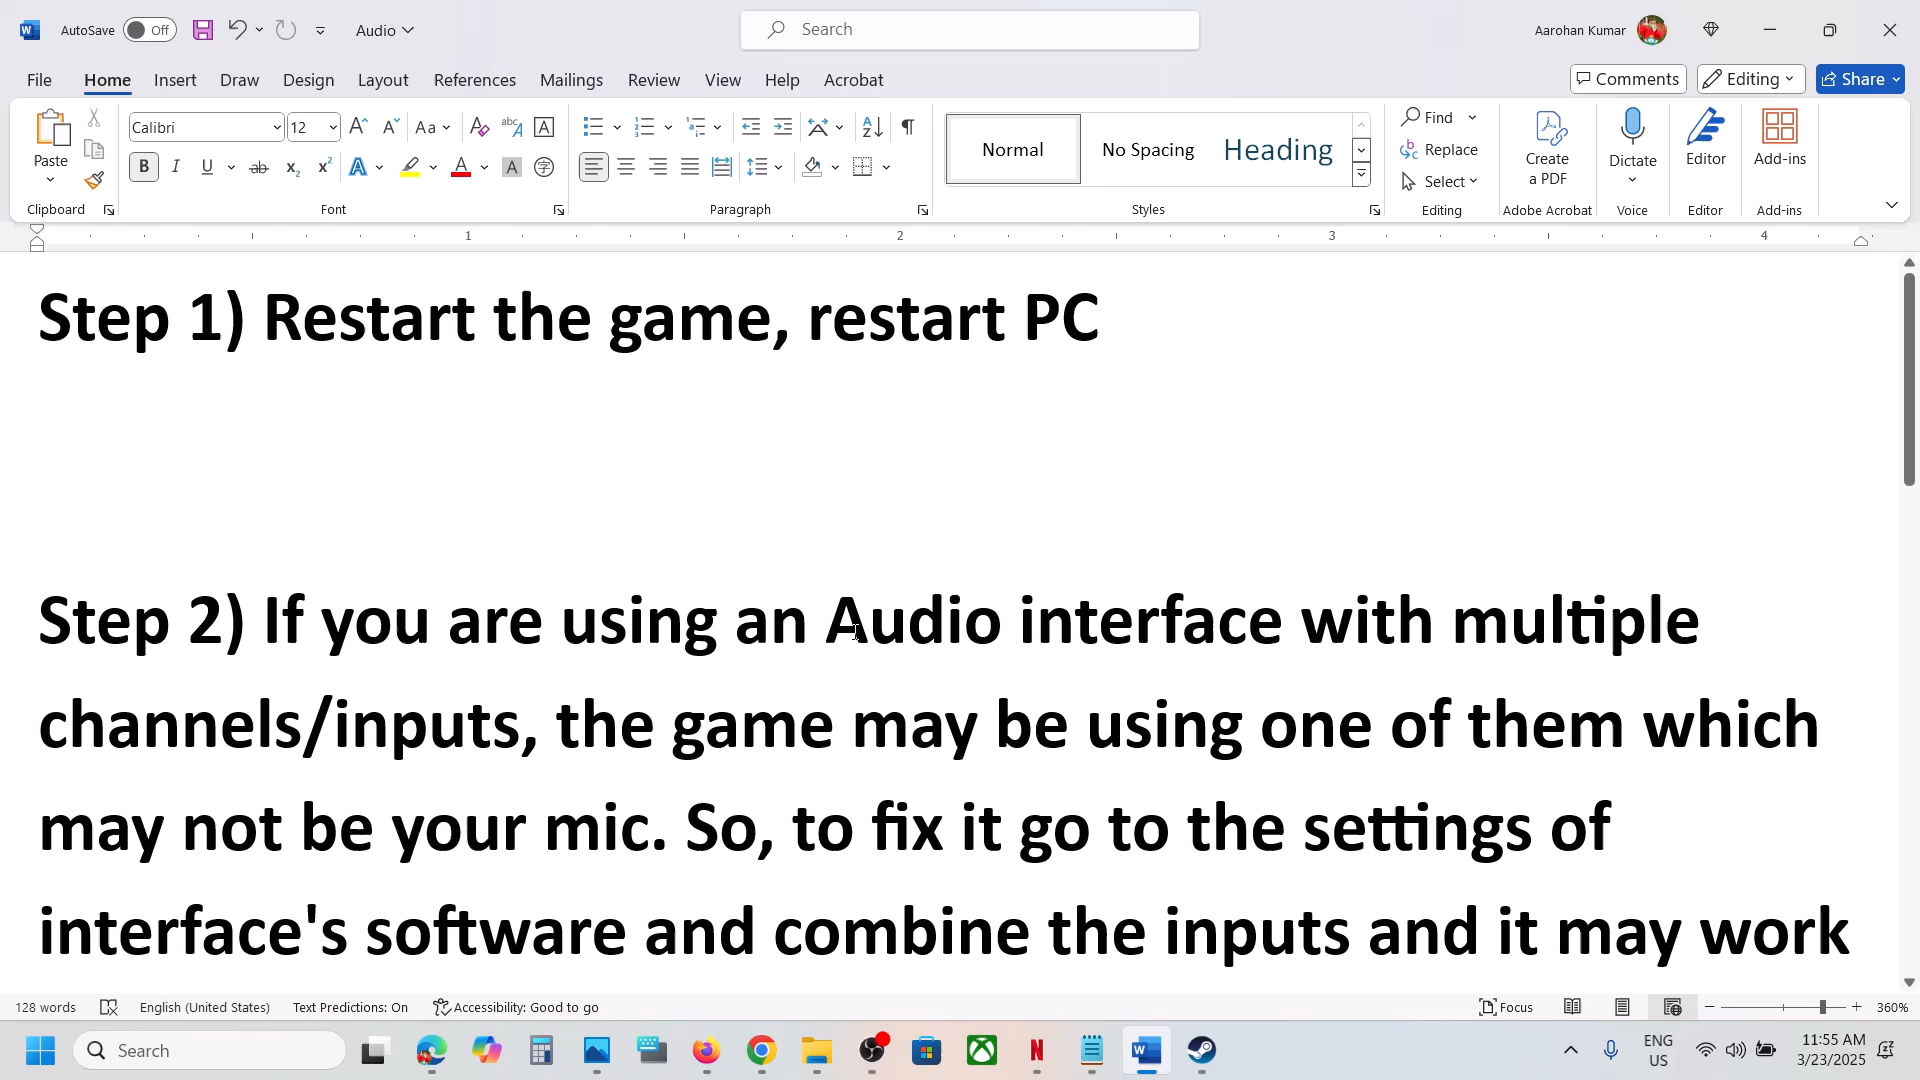 AutoSave Off Audio Search Aarohan Kumar
File Home Insert Draw Design Layout References Mailings Review View Help Acrobat Comments Editing Share
Paste Calibri 12 Aa Normal No Spacing Heading Find Replace Select Create a PDF Dictate Editor Add-ins
Clipboard Font Paragraph Styles Editing Adobe Acrobat Voice Editor Add-ins
1 2 3 4
Step 1) Restart the game, restart PC
Step 2) If you are using an Audio interface with multiple
channels/inputs, the game may be using one of them which
may not be your mic. So, to fix it go to the settings of
interface's software and combine the inputs and it may work
128 words English (United States) Text Predictions: On Accessibility: Good to go Focus 360%
Search ENG US 11:55 AM 3/23/2025